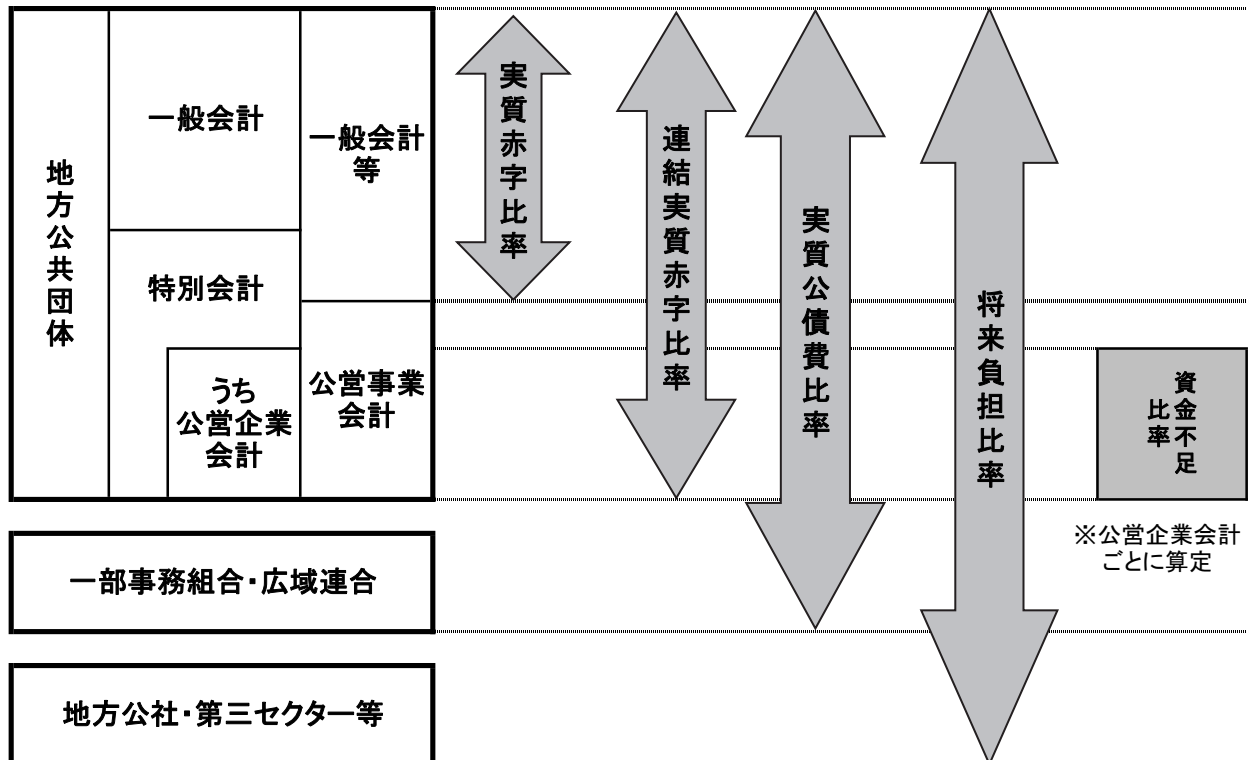 地方公共団体
一般会計
特別会計
うち
公営企業
会計
一般会計
等
公営事業
会計
実質赤字比率
連結実質赤字比率
実質公債費比率
将来負担比率
資金不足
比率
※公営企業会計
ごとに算定
一部事務組合・広域連合
地方公社・第三セクター等